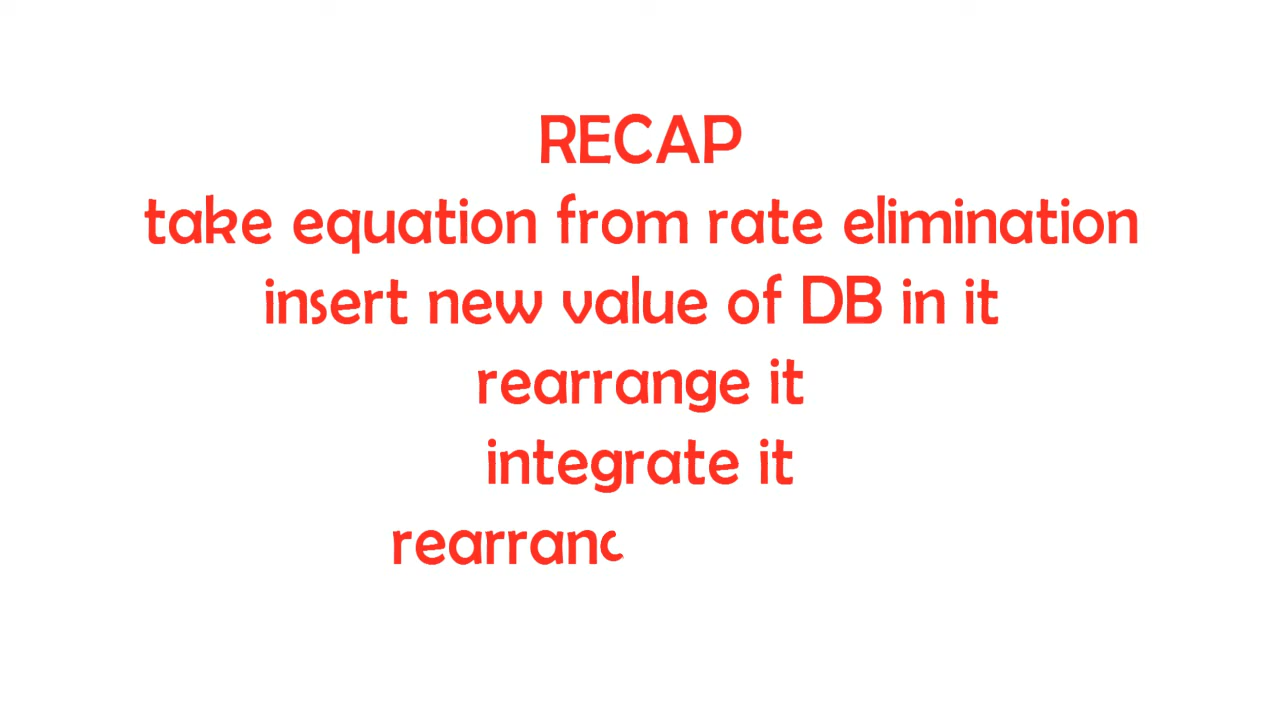 RECAP
take equation from rate elimination
insert new value of DB in it
rearrange it
integrate it